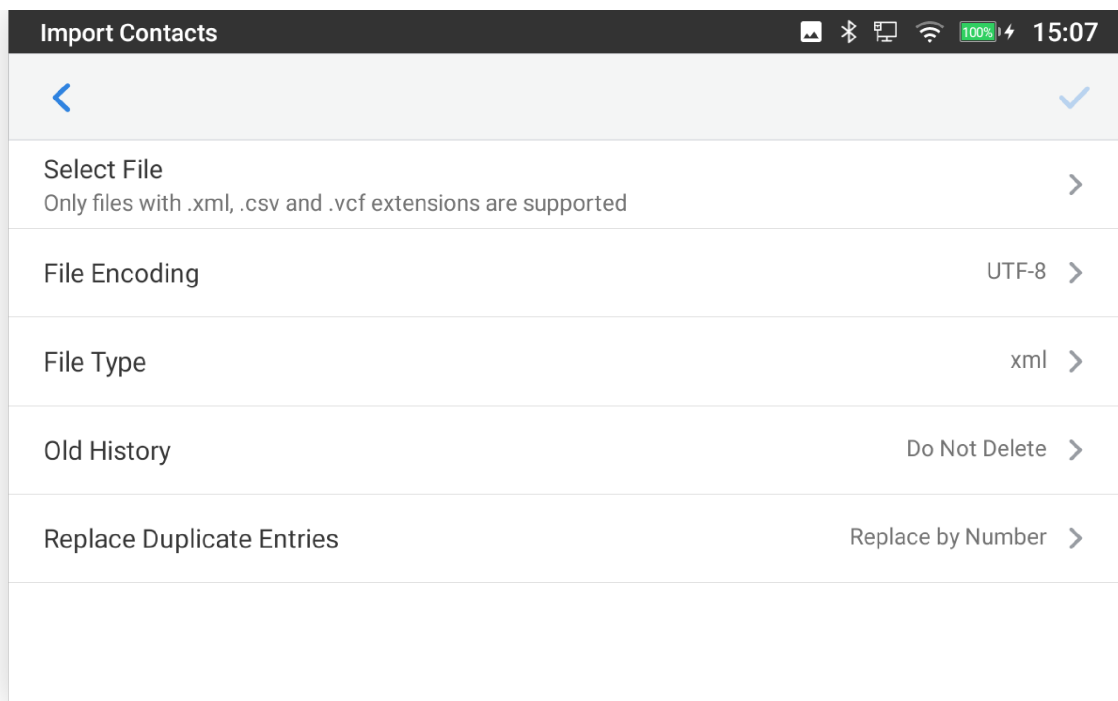 Import Contacts
100% 15:07
Select File
Only files with .xml, .csv and .vcf extensions are supported
File Encoding UTF-8
File Type xml
Old History Do Not Delete
Replace Duplicate Entries Replace by Number